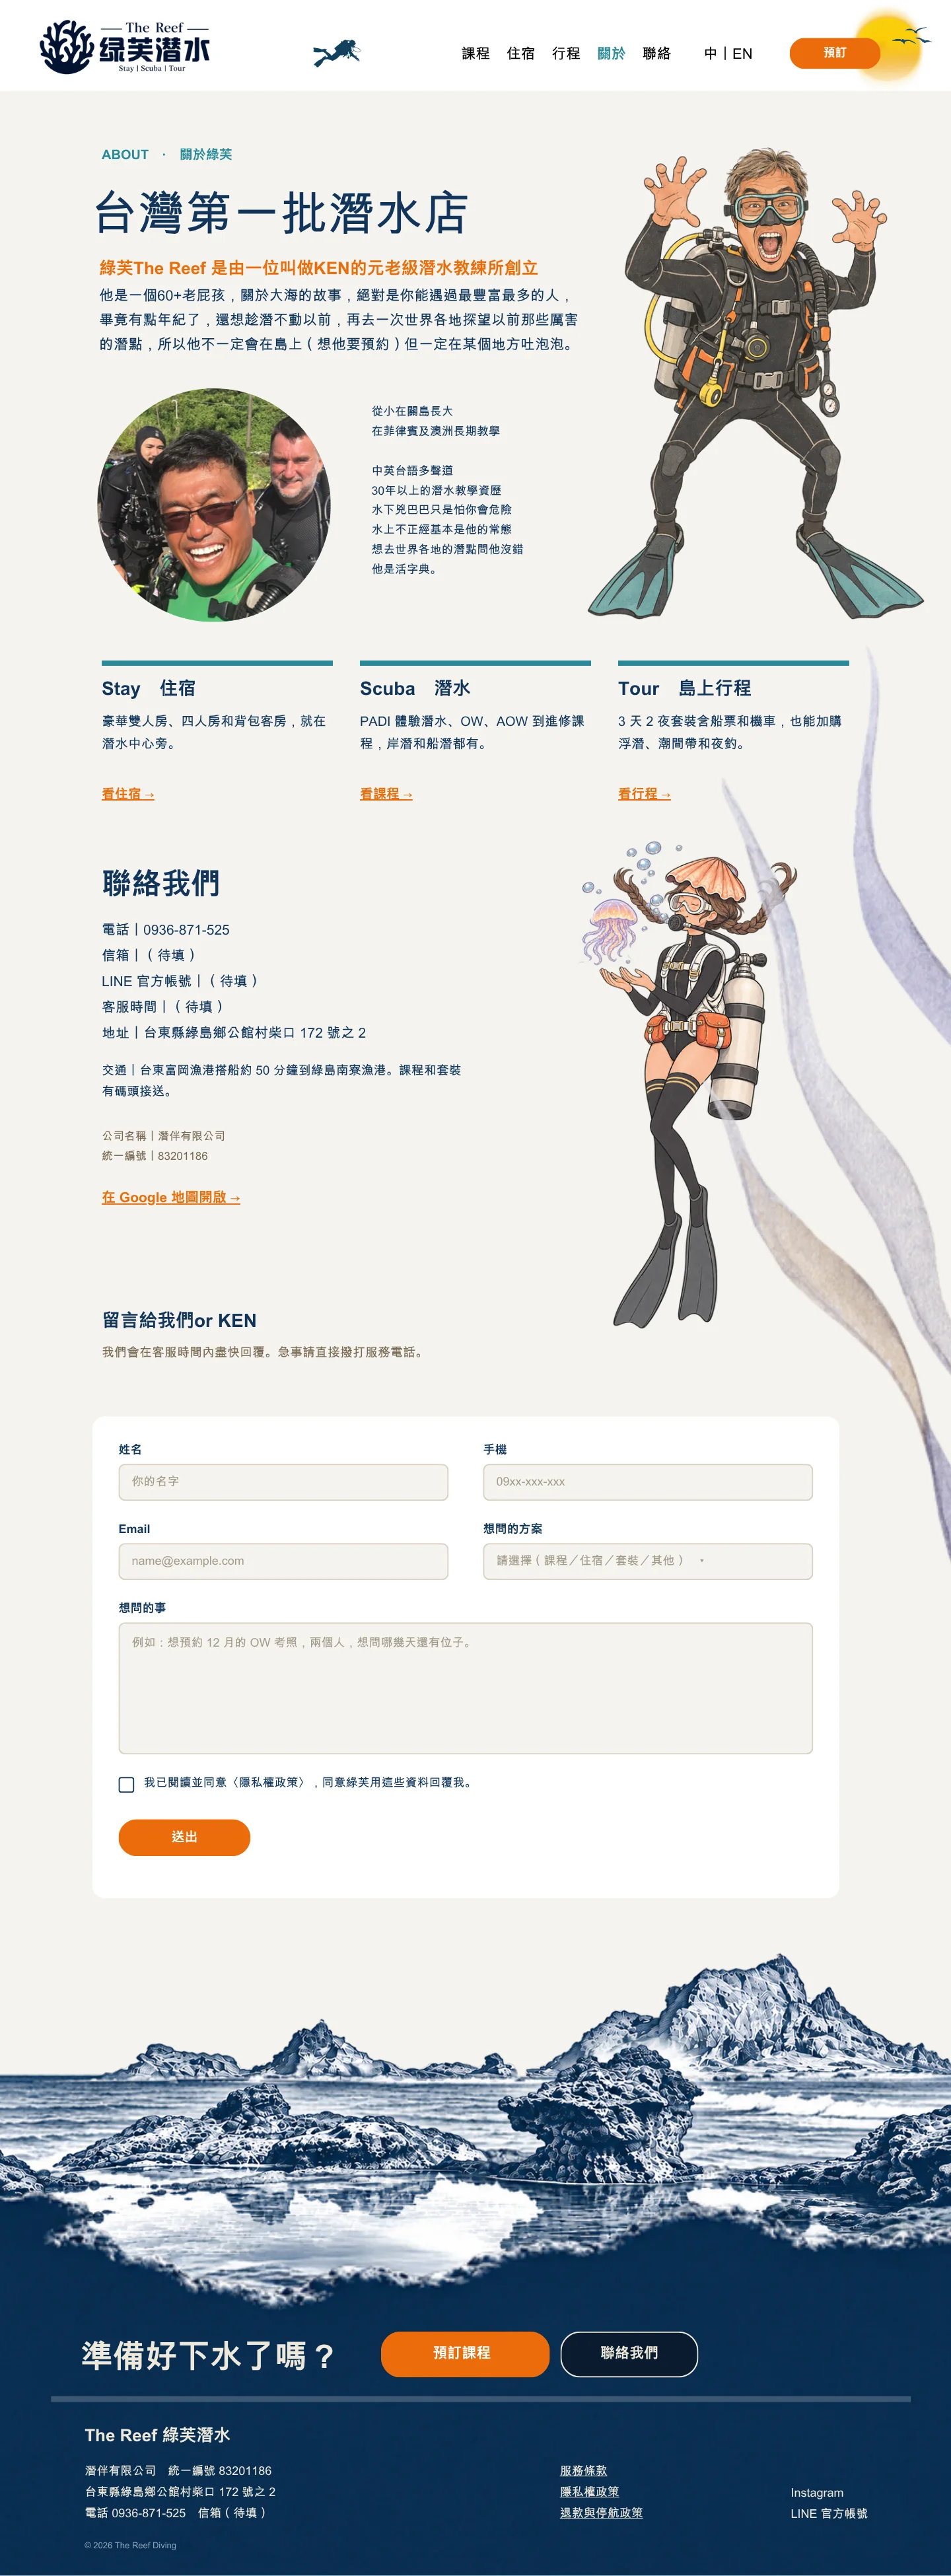 The Reef
绿芙潛水
Stay | Scuba | Tour
課程 住宿 行程 關於 聯絡 中｜EN 預訂
ABOUT · 關於綠芙
台灣第一批潛水店
綠芙The Reef 是由一位叫做KEN的元老級潛水教練所創立
他是一個60+老屁孩，關於大海的故事，絕對是你能遇過最豐富最多的人，
畢竟有點年紀了，還想趁潛不動以前，再去一次世界各地探望以前那些厲害
的潛點，所以他不一定會在島上（想他要預約）但一定在某個地方吐泡泡。
從小在關島長大
在菲律賓及澳洲長期教學
中英台語多聲道
30年以上的潛水教學資歷
水下兇巴巴只是怕你會危險
水上不正經基本是他的常態
想去世界各地的潛點問他沒錯
他是活字典。
Stay 住宿
豪華雙人房、四人房和背包客房，就在
潛水中心旁。
看住宿 →
Scuba 潛水
PADI 體驗潛水、OW、AOW 到進修課
程，岸潛和船潛都有。
看課程 →
Tour 島上行程
3 天 2 夜套裝含船票和機車，也能加購
浮潛、潮間帶和夜釣。
看行程 →
聯絡我們
電話｜0936-871-525
信箱｜（待填）
LINE 官方帳號｜（待填）
客服時間｜（待填）
地址｜台東縣綠島鄉公館村柴口 172 號之 2
交通｜台東富岡漁港搭船約 50 分鐘到綠島南寮漁港。課程和套裝
有碼頭接送。
公司名稱｜潛伴有限公司
統一編號｜83201186
在 Google 地圖開啟 →
留言給我們or KEN
我們會在客服時間內盡快回覆。急事請直接撥打服務電話。
姓名 手機
你的名字 09xx-xxx-xxx
Email 想問的方案
name@example.com 請選擇（課程／住宿／套裝／其他） ▾
想問的事
例如：想預約 12 月的 OW 考照，兩個人，想問哪幾天還有位子。
我已閱讀並同意〈隱私權政策〉，同意綠芙用這些資料回覆我。
送出
準備好下水了嗎？ 預訂課程 聯絡我們
The Reef 綠芙潛水
潛伴有限公司 統一編號 83201186
台東縣綠島鄉公館村柴口 172 號之 2
電話 0936-871-525 信箱（待填）
© 2026 The Reef Diving
服務條款
隱私權政策
退款與停航政策
Instagram
LINE 官方帳號